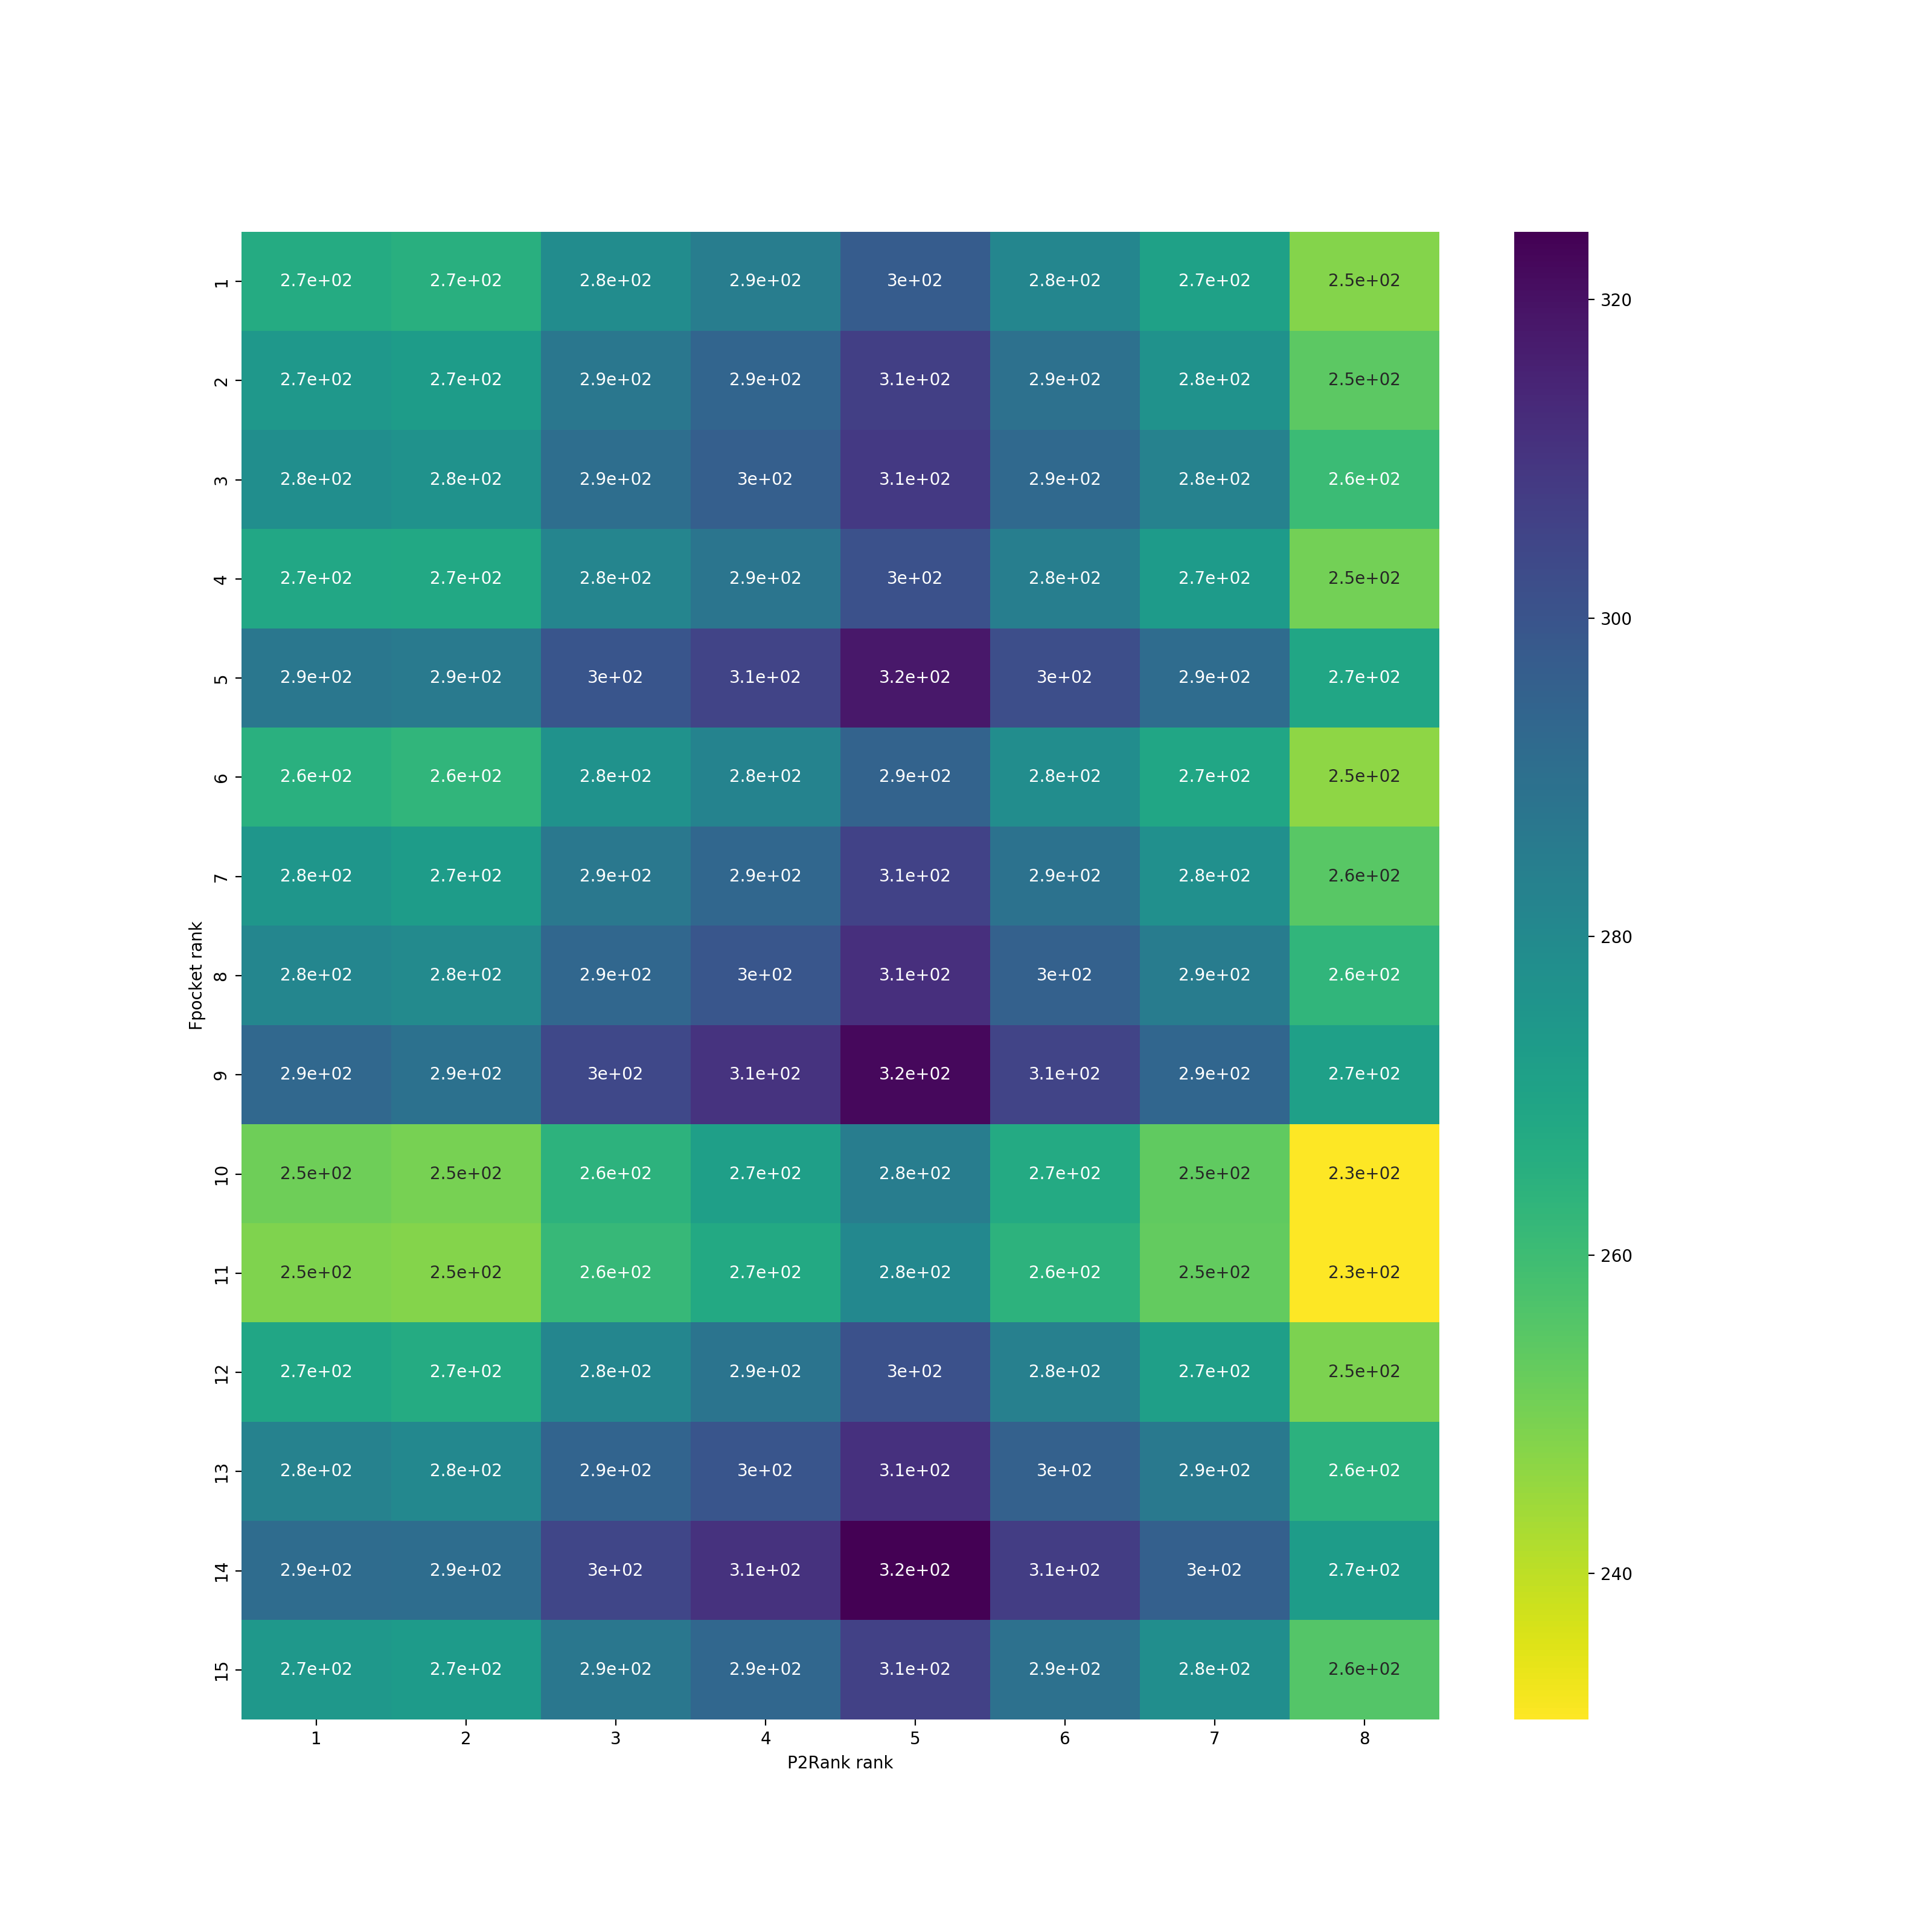 1 2.7e+02 2.7e+02 2.8e+02 2.9e+02 3e+02 2.8e+02 2.7e+02 2.5e+02
2 2.7e+02 2.7e+02 2.9e+02 2.9e+02 3.1e+02 2.9e+02 2.8e+02 2.5e+02
3 2.8e+02 2.8e+02 2.9e+02 3e+02 3.1e+02 2.9e+02 2.8e+02 2.6e+02
4 2.7e+02 2.7e+02 2.8e+02 2.9e+02 3e+02 2.8e+02 2.7e+02 2.5e+02
5 2.9e+02 2.9e+02 3e+02 3.1e+02 3.2e+02 3e+02 2.9e+02 2.7e+02
6 2.6e+02 2.6e+02 2.8e+02 2.8e+02 2.9e+02 2.8e+02 2.7e+02 2.5e+02
7 2.8e+02 2.7e+02 2.9e+02 2.9e+02 3.1e+02 2.9e+02 2.8e+02 2.6e+02
8 2.8e+02 2.8e+02 2.9e+02 3e+02 3.1e+02 3e+02 2.9e+02 2.6e+02
9 2.9e+02 2.9e+02 3e+02 3.1e+02 3.2e+02 3.1e+02 2.9e+02 2.7e+02
10 2.5e+02 2.5e+02 2.6e+02 2.7e+02 2.8e+02 2.7e+02 2.5e+02 2.3e+02
11 2.5e+02 2.5e+02 2.6e+02 2.7e+02 2.8e+02 2.6e+02 2.5e+02 2.3e+02
12 2.7e+02 2.7e+02 2.8e+02 2.9e+02 3e+02 2.8e+02 2.7e+02 2.5e+02
13 2.8e+02 2.8e+02 2.9e+02 3e+02 3.1e+02 3e+02 2.9e+02 2.6e+02
14 2.9e+02 2.9e+02 3e+02 3.1e+02 3.2e+02 3.1e+02 3e+02 2.7e+02
15 2.7e+02 2.7e+02 2.9e+02 2.9e+02 3.1e+02 2.9e+02 2.8e+02 2.6e+02
1 2 3 4 5 6 7 8
P2Rank rank
Fpocket rank
320
300
280
260
240